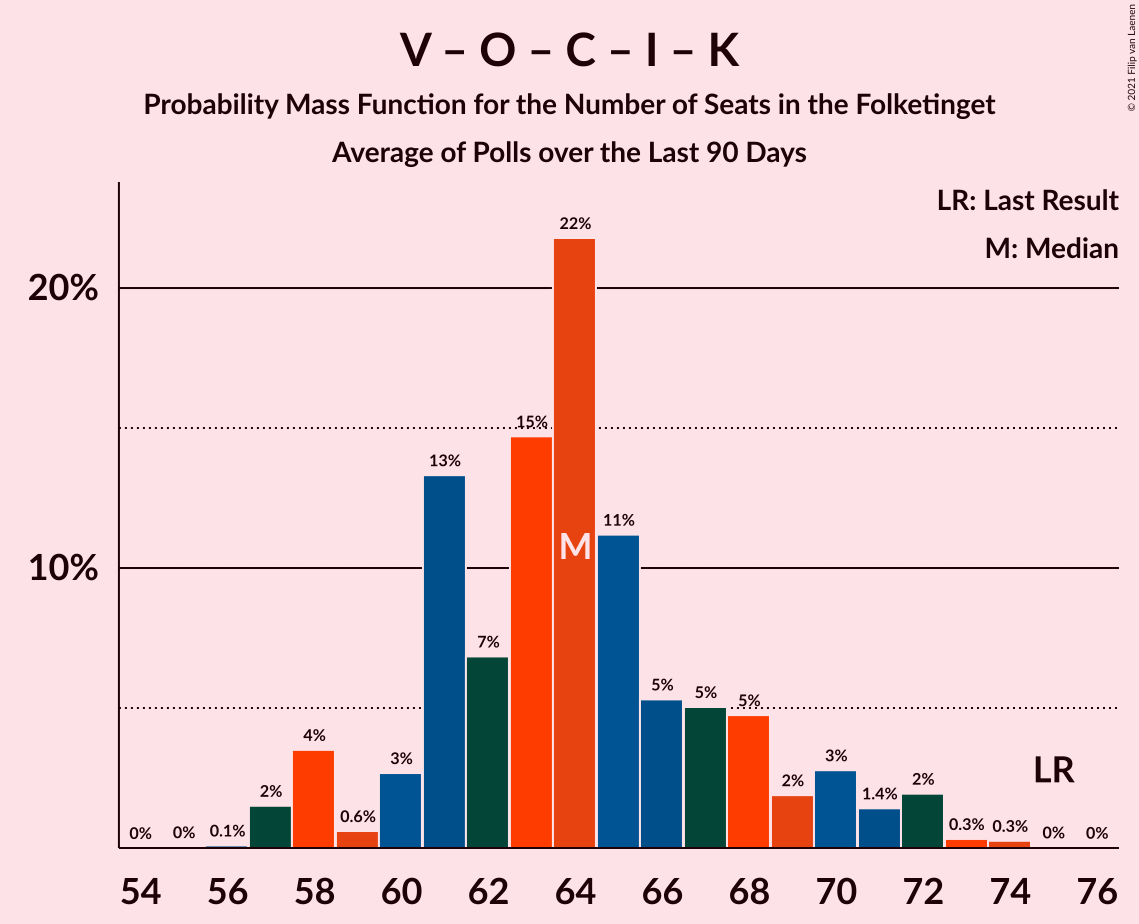 V – O – C – I – K
Probability Mass Function for the Number of Seats in the Folketinget
Average of Polls over the Last 90 Days
© 2021 Filip van Laenen
LR: Last Result
M: Median
20%
10%
0%
0%
0.1%
2%
4%
0.6%
3%
13%
7%
15%
22%
11%
5%
5%
5%
2%
3%
1.4%
2%
0.3%
0.3%
0%
0%
M
LR
54 56 58 60 62 64 66 68 70 72 74 76